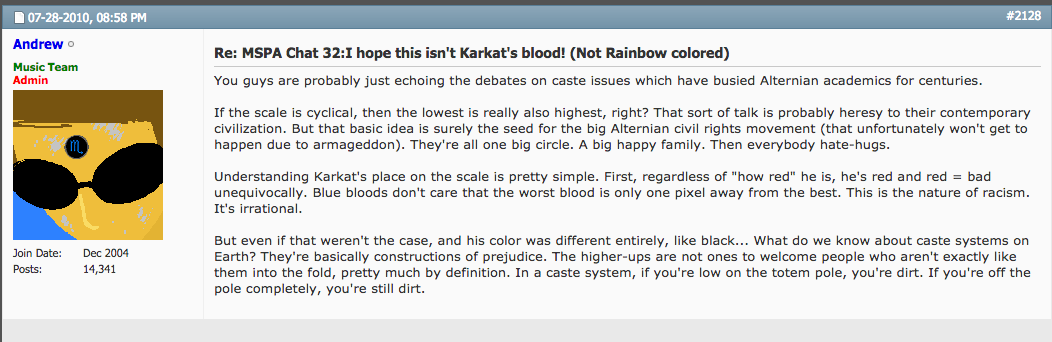 07-28-2010, 08:58 PM
#2128
Andrew
Music Team
Admin
♏
Join Date: Dec 2004
Posts: 14,341
Re: MSPA Chat 32:I hope this isn't Karkat's blood! (Not Rainbow colored)
You guys are probably just echoing the debates on caste issues which have busied Alternian academics for centuries.
If the scale is cyclical, then the lowest is really also highest, right? That sort of talk is probably heresy to their contemporary
civilization. But that basic idea is surely the seed for the big Alternian civil rights movement (that unfortunately won't get to
happen due to armageddon). They're all one big circle. A big happy family. Then everybody hate-hugs.
Understanding Karkat's place on the scale is pretty simple. First, regardless of "how red" he is, he's red and red = bad
unequivocally. Blue bloods don't care that the worst blood is only one pixel away from the best. This is the nature of racism.
It's irrational.
But even if that weren't the case, and his color was different entirely, like black... What do we know about caste systems on
Earth? They're basically constructions of prejudice. The higher-ups are not ones to welcome people who aren't exactly like
them into the fold, pretty much by definition. In a caste system, if you're low on the totem pole, you're dirt. If you're off the
pole completely, you're still dirt.